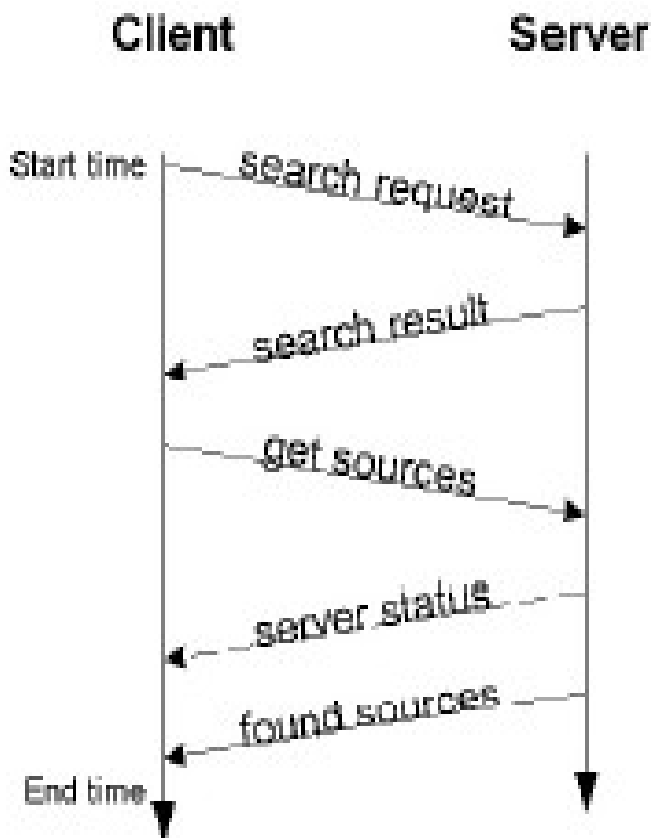 Client Server
Start time
search request
search result
get sources
server status
found sources
End time